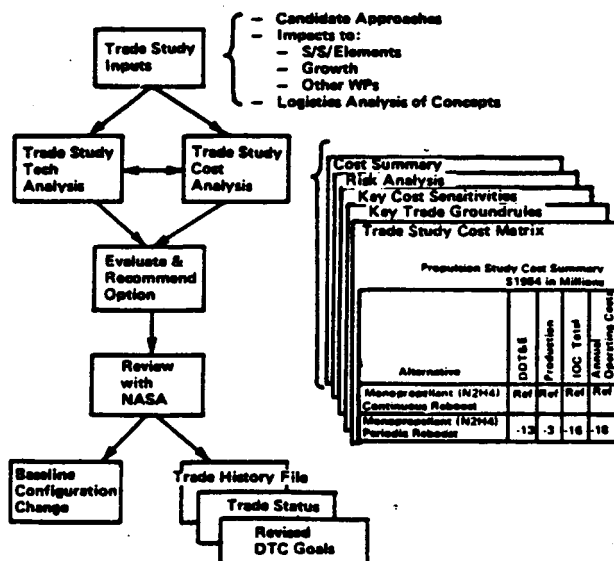 Trade Study
Inputs
– Candidate Approaches
– Impacts to:
– S/S/Elements
– Growth
– Other WPs
– Logistics Analysis of Concepts
Trade Study
Tech
Analysis
Trade Study
Cost
Analysis
Evaluate &
Recommend
Option
Review
with
NASA
Baseline
Configuration
Change
Trade History File
Trade Status
Revised
DTC Goals
Cost Summary
Risk Analysis
Key Cost Sensitivities
Key Trade Groundrules
Trade Study Cost Matrix
Propulsion Study Cost Summary
$1984 in Millions
Alternative
DDT&E
Production
IOC Total
Annual
Operating Costs
Monopropellant (N2H4)
Continuous Reboost
Ref Ref Ref Ref
Monopropellant (N2H4)
Periodic Reboost
-13 -3 -16 -18